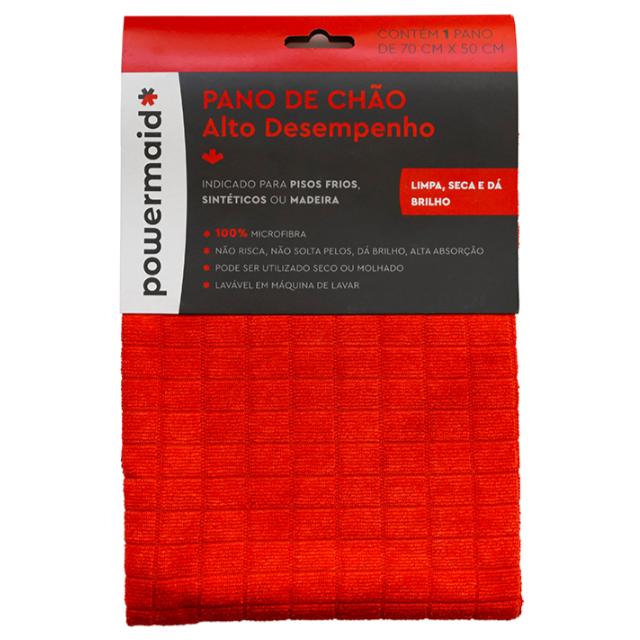 CONTÉM 1 PANO
DE 70 CM X 50 CM
powermaid
PANO DE CHÃO
Alto Desempenho
INDICADO PARA PISOS FRIOS,
SINTÉTICOS OU MADEIRA
LIMPA, SECA E DÁ
BRILHO
100% MICROFIBRA
NÃO RISCA, NÃO SOLTA PELOS, DÁ BRILHO, ALTA ABSORÇÃO
PODE SER UTILIZADO SECO OU MOLHADO
LAVÁVEL EM MÁQUINA DE LAVAR